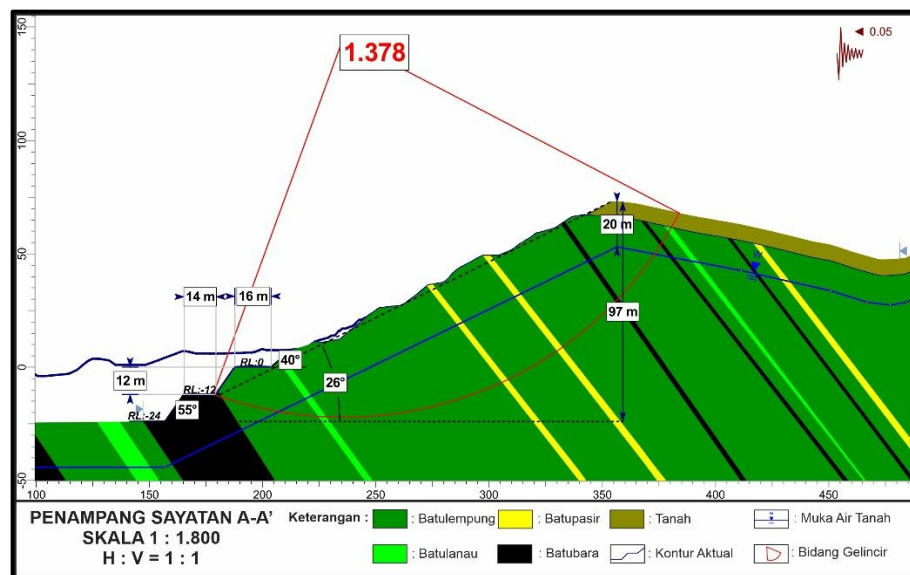 150
100
50
0
-50
1.378
0.05
20 m
97 m
14 m
16 m
12 m
RL:0
RL:-12
RL:-24
40°
26°
55°
W
100
150
200
250
300
350
400
450
PENAMPANG SAYATAN A-A'
SKALA 1 : 1.800
H : V = 1 : 1
Keterangan :
: Batulempung
: Batupasir
: Tanah
: Muka Air Tanah
: Batulanau
: Batubara
: Kontur Aktual
: Bidang Gelincir